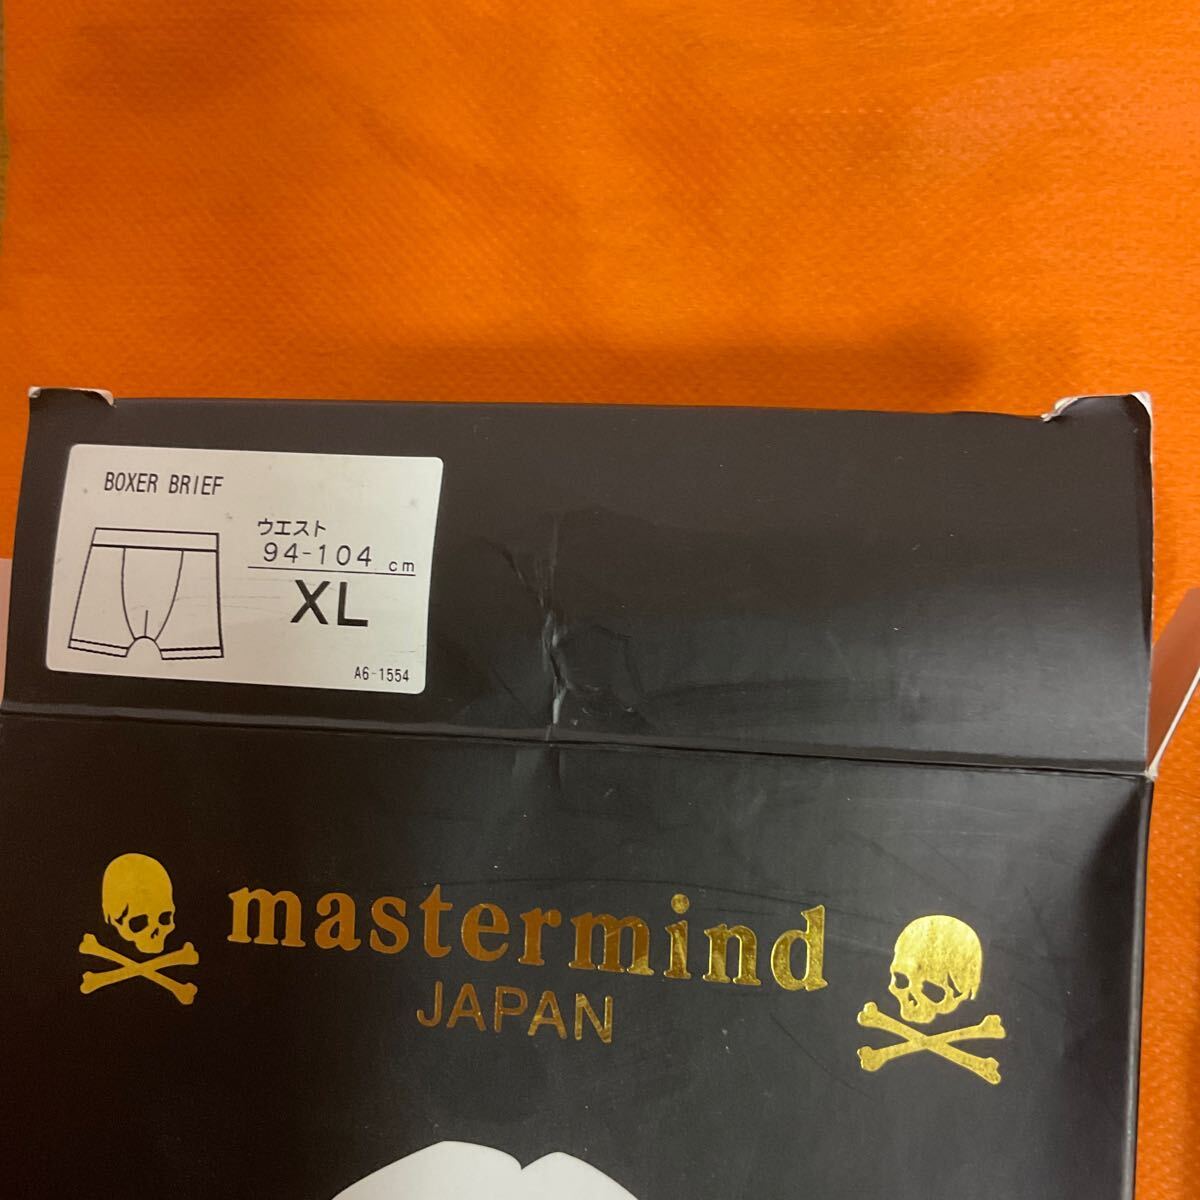 BOXER BRIEF
ウエスト
94-104 cm
XL
A6-1554
mastermind
JAPAN